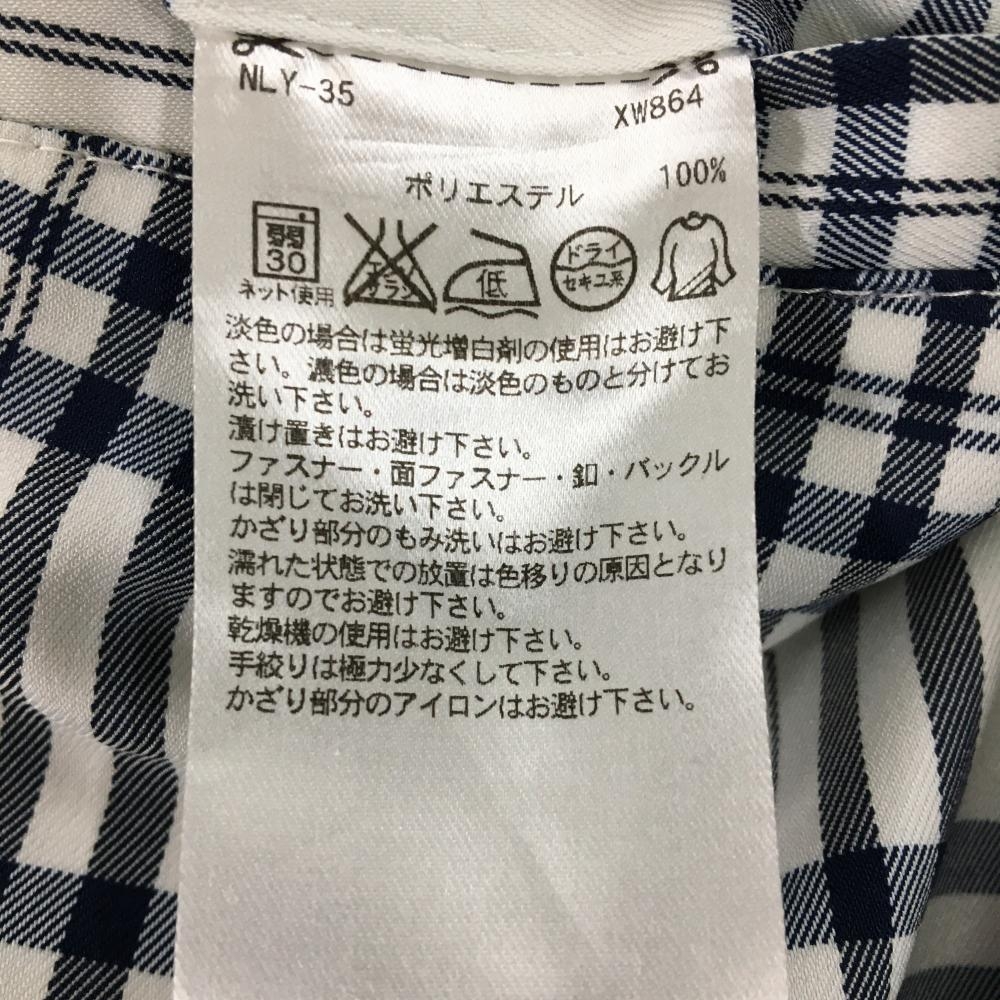 NLY-35
XW864
ポリエステル 100%
弱
30
ネット使用
エンソ
サラシ
低
ドライ
セキユ系
淡色の場合は蛍光増白剤の使用はお避け下
さい。濃色の場合は淡色のものと分けてお
洗い下さい。
漬け置きはお避け下さい。
ファスナー・面ファスナー・釦・バックル
は閉じてお洗い下さい。
かざり部分のもみ洗いはお避け下さい。
濡れた状態での放置は色移りの原因となり
ますのでお避け下さい。
乾燥機の使用はお避け下さい。
手絞りは極力少なくして下さい。
かざり部分のアイロンはお避け下さい。